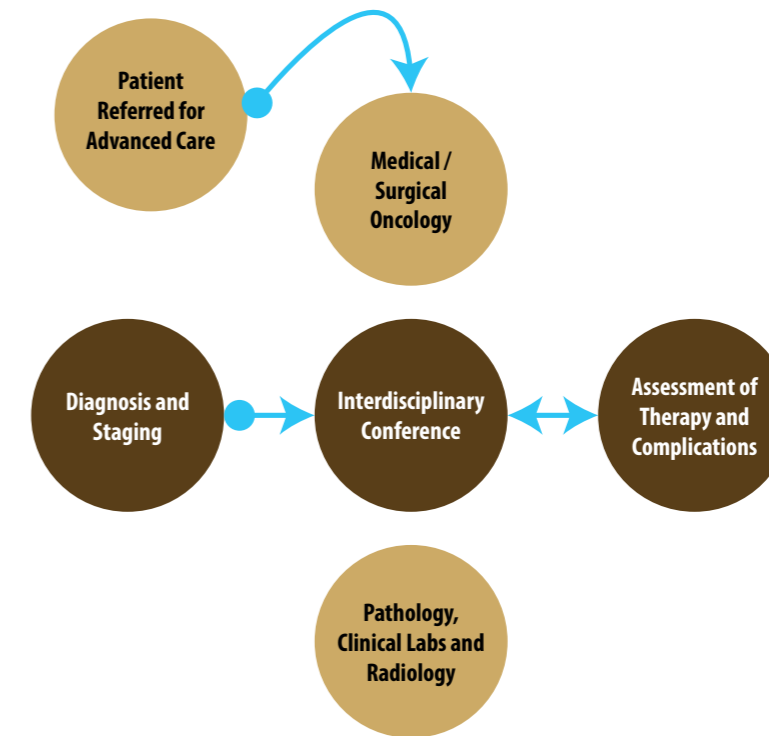 Patient
Referred for
Advanced Care
Medical /
Surgical
Oncology
Diagnosis and
Staging
Interdisciplinary
Conference
Assessment of
Therapy and
Complications
Pathology,
Clinical Labs and
Radiology